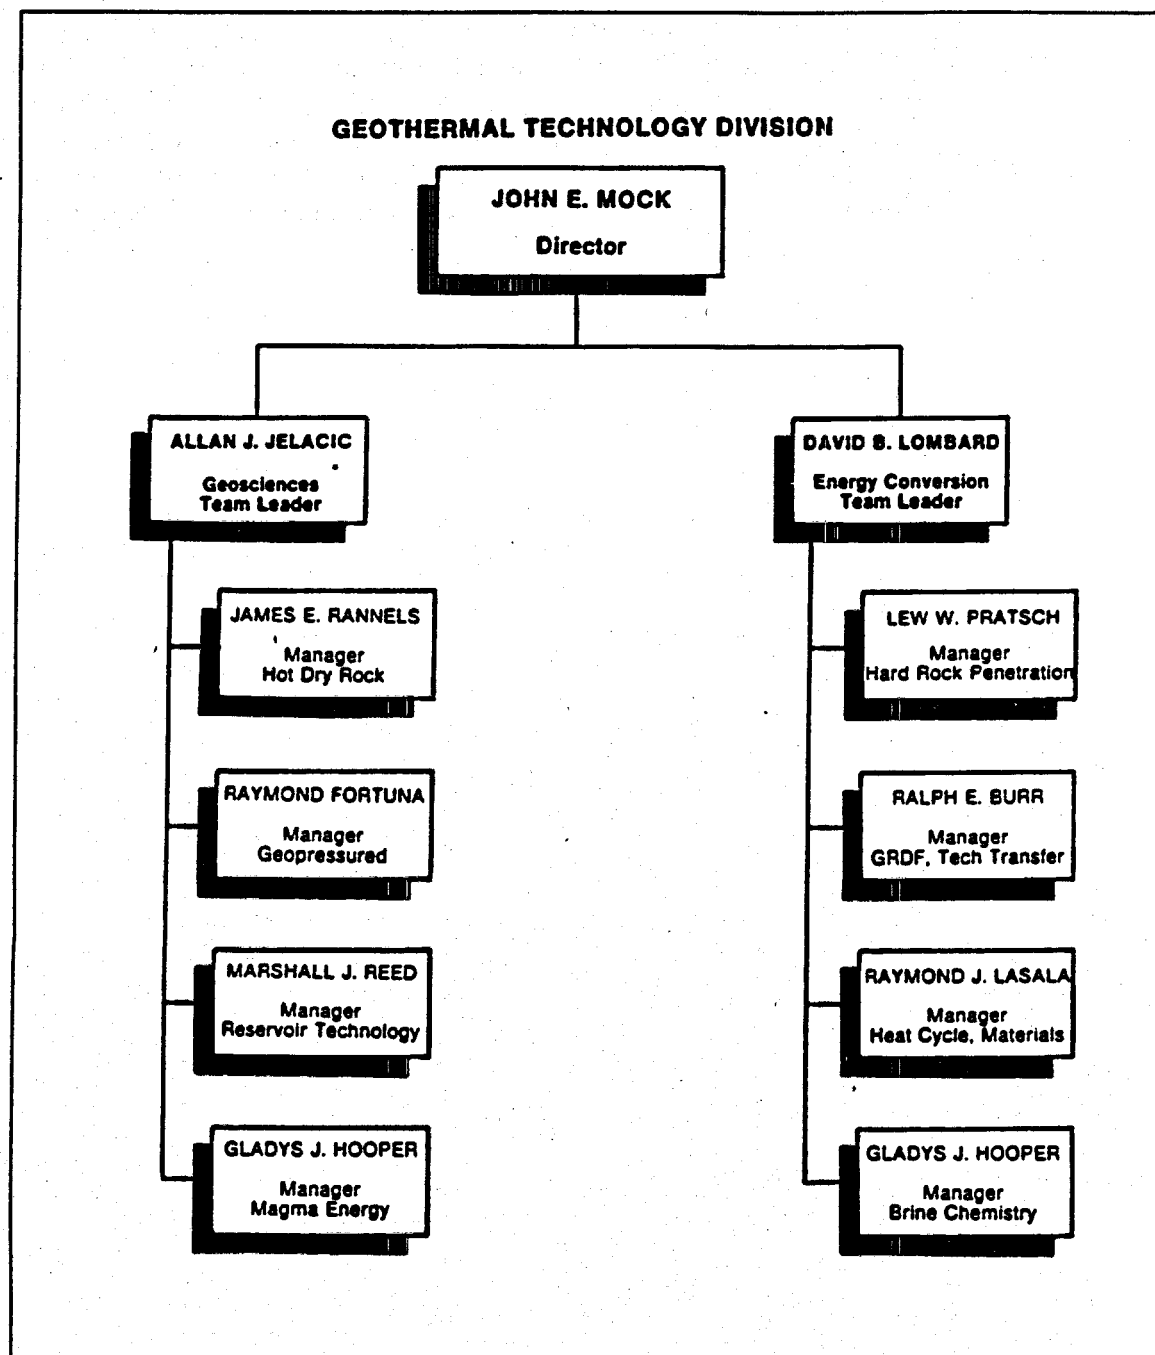 GEOTHERMAL TECHNOLOGY DIVISION
JOHN E. MOCK
Director
ALLAN J. JELACIC
Geosciences
Team Leader
JAMES E. RANNELS
Manager
Hot Dry Rock
RAYMOND FORTUNA
Manager
Geopressured
MARSHALL J. REED
Manager
Reservoir Technology
GLADYS J. HOOPER
Manager
Magma Energy
DAVID B. LOMBARD
Energy Conversion
Team Leader
LEW W. PRATSCH
Manager
Hard Rock Penetration
RALPH E. BURR
Manager
GRDF, Tech Transfer
RAYMOND J. LASALA
Manager
Heat Cycle, Materials
GLADYS J. HOOPER
Manager
Brine Chemistry